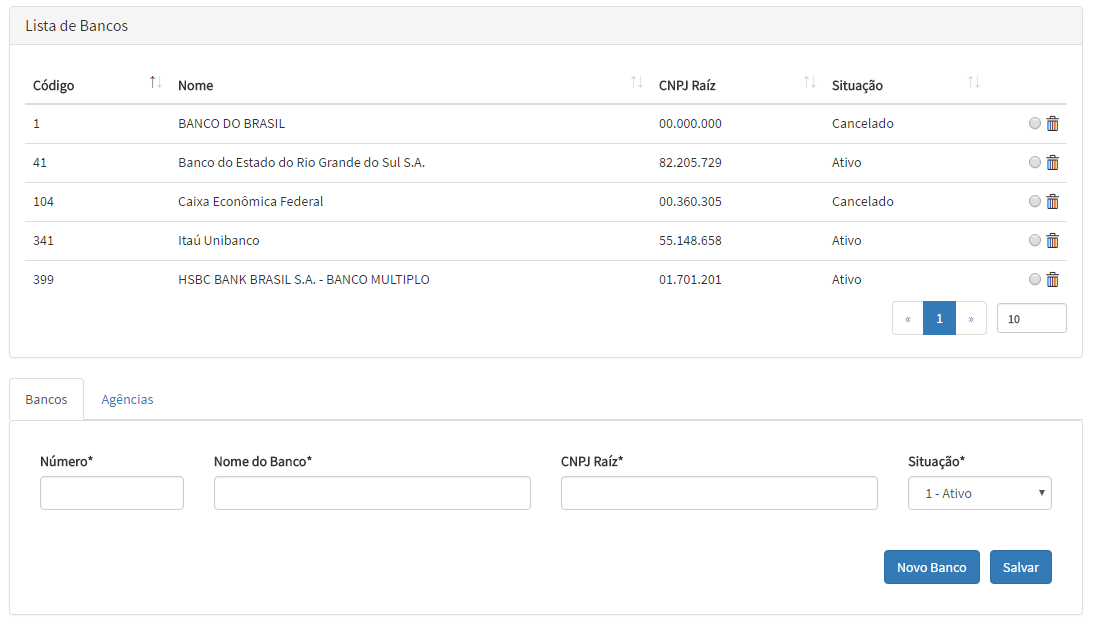 Lista de Bancos
Código Nome CNPJ Raíz Situação
1 BANCO DO BRASIL 00.000.000 Cancelado
41 Banco do Estado do Rio Grande do Sul S.A. 82.205.729 Ativo
104 Caixa Econômica Federal 00.360.305 Cancelado
341 Itaú Unibanco 55.148.658 Ativo
399 HSBC BANK BRASIL S.A. - BANCO MULTIPLO 01.701.201 Ativo
« 1 » 10
Bancos Agências
Número* Nome do Banco* CNPJ Raíz* Situação*
1 - Ativo
Novo Banco Salvar